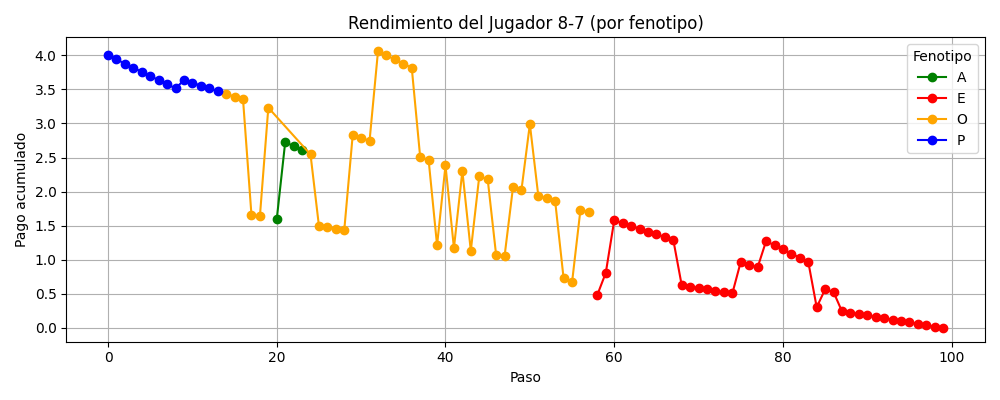 Rendimiento del Jugador 8-7 (por fenotipo)
Pago acumulado
4.0
3.5
3.0
2.5
2.0
1.5
1.0
0.5
0.0
0 20 40 60 80 100
Paso
Fenotipo
A
E
O
P